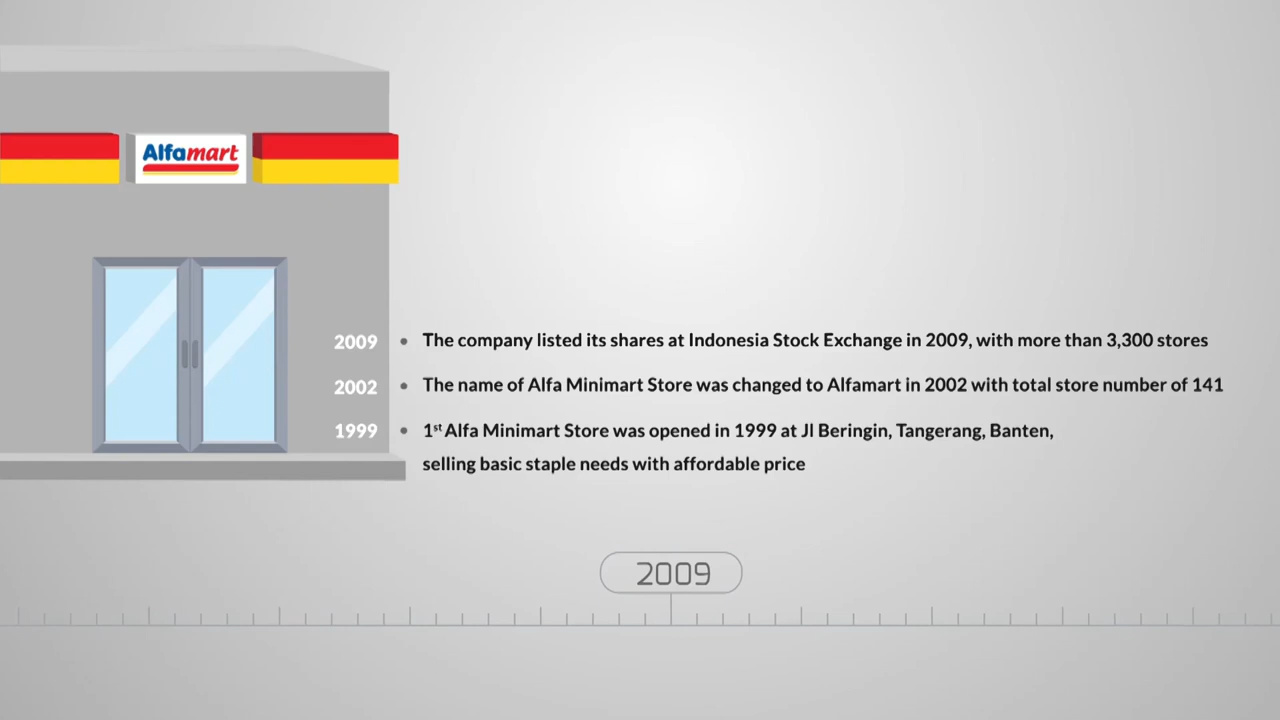 Alfamart
2009 • The company listed its shares at Indonesia Stock Exchange in 2009, with more than 3,300 stores
2002 • The name of Alfa Minimart Store was changed to Alfamart in 2002 with total store number of 141
1999 • 1st Alfa Minimart Store was opened in 1999 at Jl Beringin, Tangerang, Banten,
selling basic staple needs with affordable price
2009